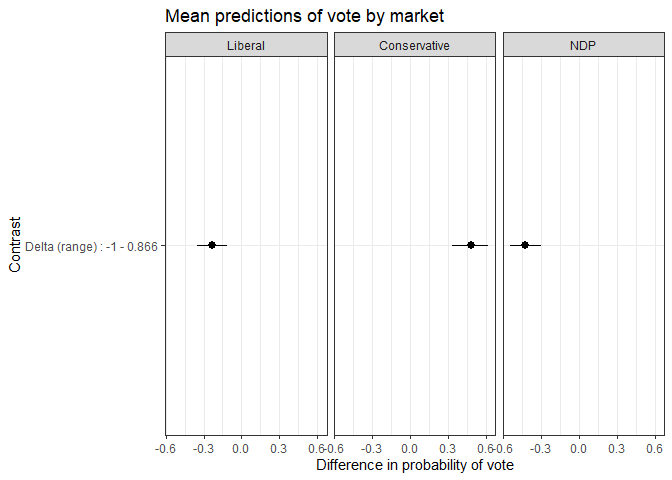 Mean predictions of vote by market
Liberal
Conservative
NDP
Contrast
Delta (range) : -1 - 0.866
-0.6 -0.3 0.0 0.3 0.6 -0.6 -0.3 0.0 0.3 0.6 -0.6 -0.3 0.0 0.3 0.6
Difference in probability of vote